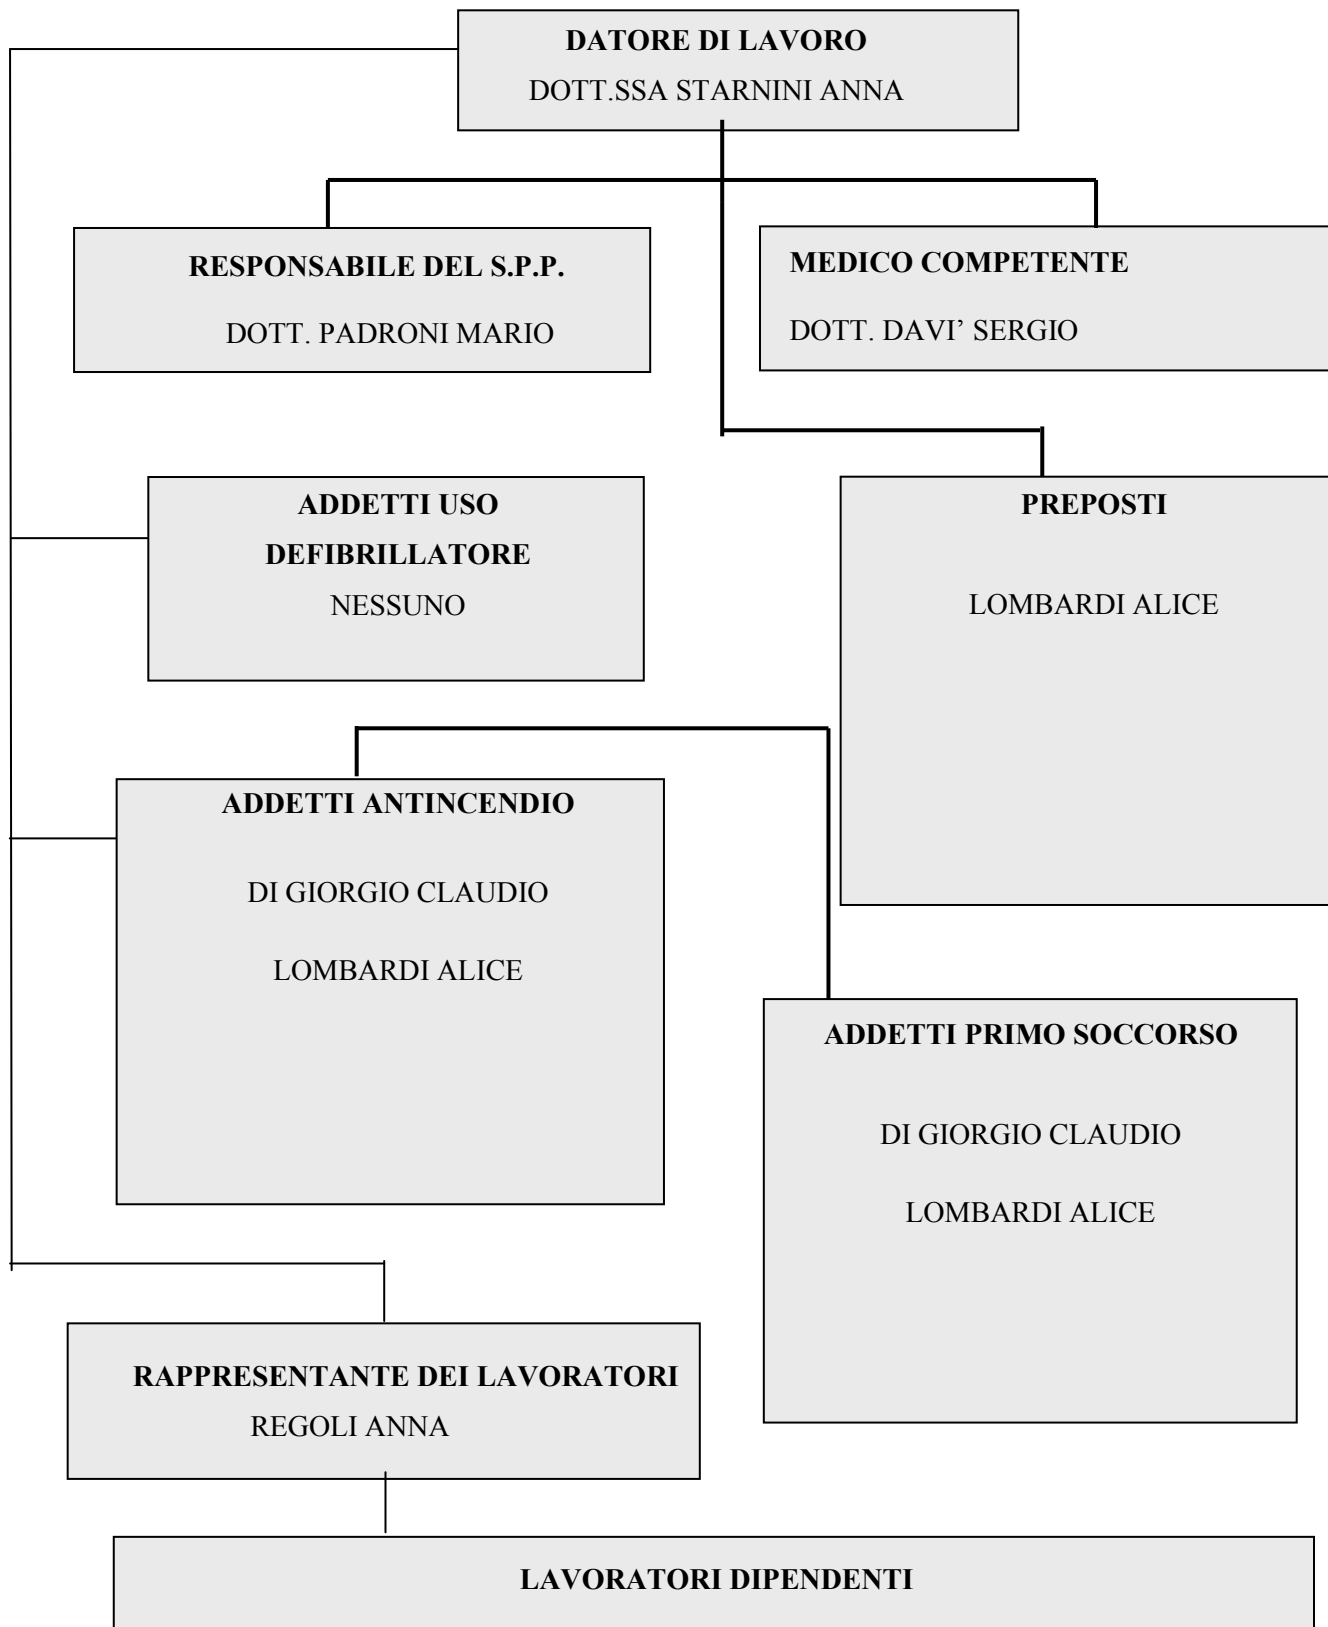 DATORE DI LAVORO
DOTT.SSA STARNINI ANNA
RESPONSABILE DEL S.P.P.
DOTT. PADRONI MARIO
MEDICO COMPETENTE
DOTT. DAVI’ SERGIO
ADDETTI USO
DEFIBRILLATORE
NESSUNO
PREPOSTI
LOMBARDI ALICE
ADDETTI ANTINCENDIO
DI GIORGIO CLAUDIO
LOMBARDI ALICE
ADDETTI PRIMO SOCCORSO
DI GIORGIO CLAUDIO
LOMBARDI ALICE
RAPPRESENTANTE DEI LAVORATORI
REGOLI ANNA
LAVORATORI DIPENDENTI